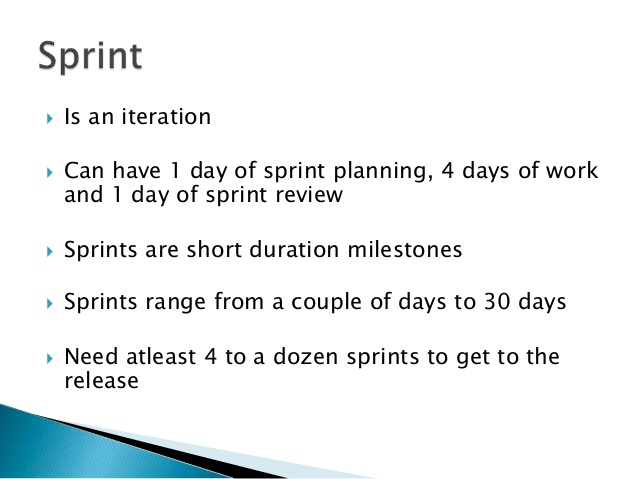 Sprint
Is an iteration
Can have 1 day of sprint planning, 4 days of work
and 1 day of sprint review
Sprints are short duration milestones
Sprints range from a couple of days to 30 days
Need atleast 4 to a dozen sprints to get to the
release